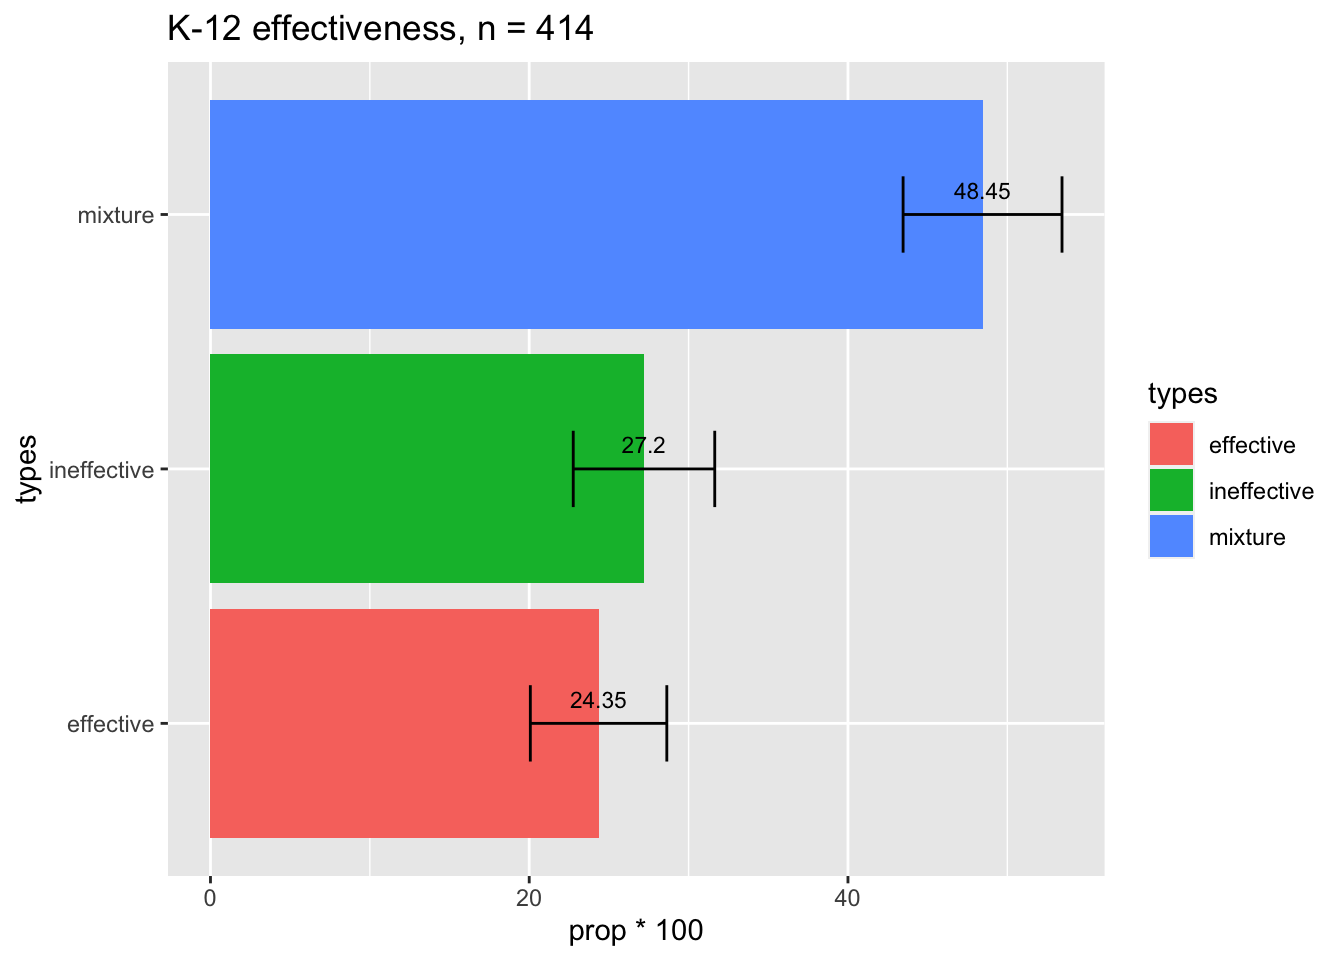 K-12 effectiveness, n = 414
types
mixture
48.45
ineffective
27.2
effective
24.35
0
20
40
prop * 100
types
effective
ineffective
mixture